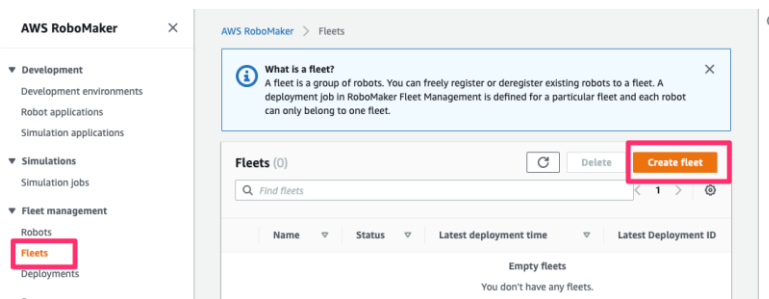 AWS RoboMaker
Development
Development environments
Robot applications
Simulation applications
Simulations
Simulation jobs
Fleet management
Robots
Fleets
Deployments
AWS RoboMaker > Fleets
What is a fleet?
A fleet is a group of robots. You can freely register or deregister existing robots to a fleet. A
deployment job in RoboMaker Fleet Management is defined for a particular fleet and each robot
can only belong to one fleet.
Fleets (0)
Delete
Create fleet
Find fleets
< 1 >
Name Status Latest deployment time Latest Deployment ID
Empty fleets
You don't have any fleets.